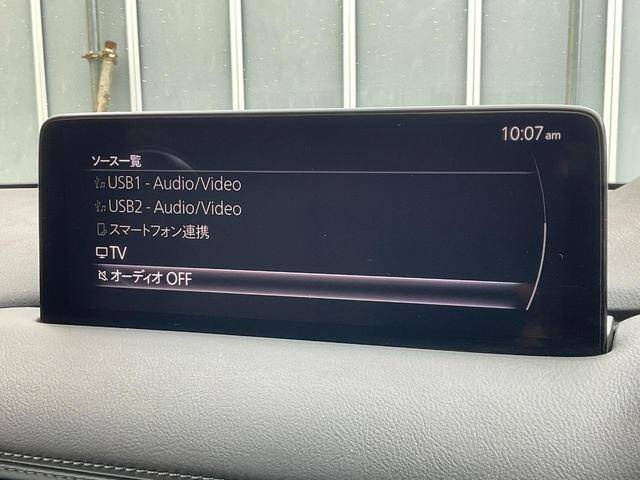 10:07 am
ソース一覧
USB1 - Audio/Video
USB2 - Audio/Video
スマートフォン連携
TV
オーディオ OFF